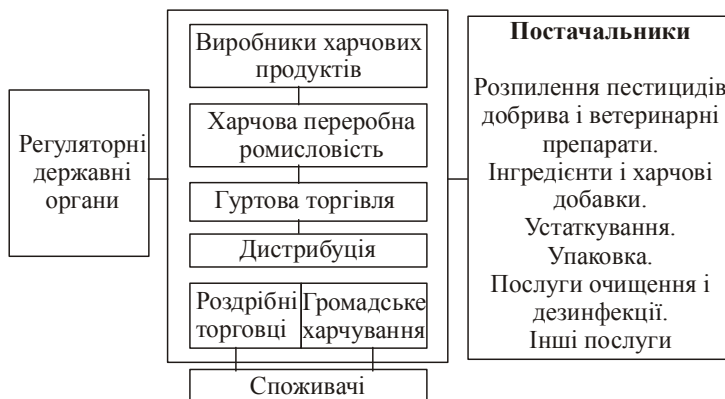 Регуляторні
державні
органи
Виробники харчових
продуктів
Харчова переробна
ромисловість
Гуртова торгівля
Дистрибуція
Роздрібні
торговці
Громадське
харчування
Споживачі
Постачальники
Розпилення пестицидів
добрива і ветеринарні
препарати.
Інгредієнти і харчові
добавки.
Устаткування.
Упаковка.
Послуги очищення і
дезинфекції.
Інші послуги